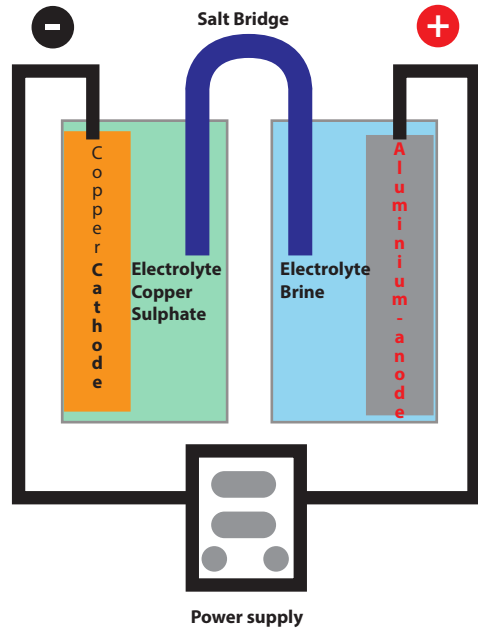 -
Salt Bridge
+
Copper Cathode
Electrolyte
Copper
Sulphate
Electrolyte
Brine
Aluminium-anode
Power supply